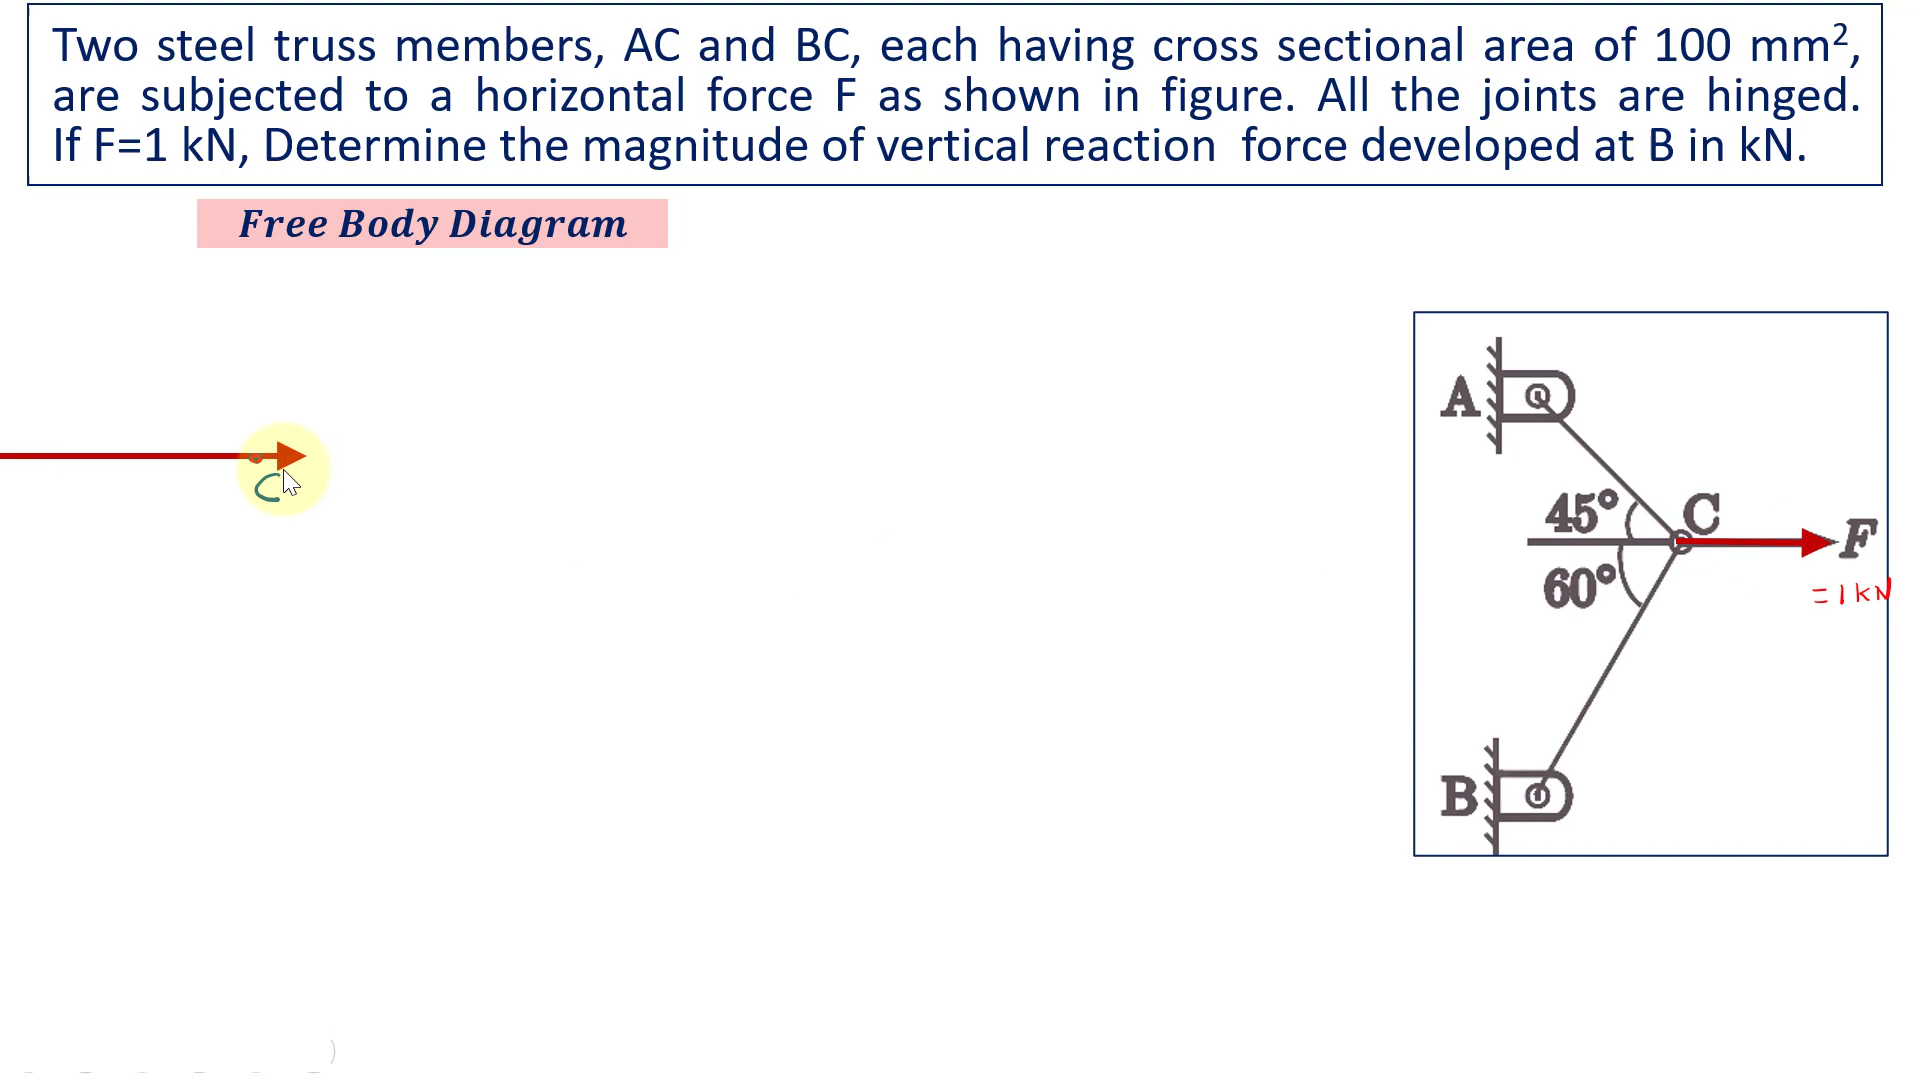 Two steel truss members, AC and BC, each having cross sectional area of 100 mm²,
are subjected to a horizontal force F as shown in figure. All the joints are hinged.
If F=1 kN, Determine the magnitude of vertical reaction force developed at B in kN.
Free Body Diagram
A
C
45°
C
F
60°
=1kN
B